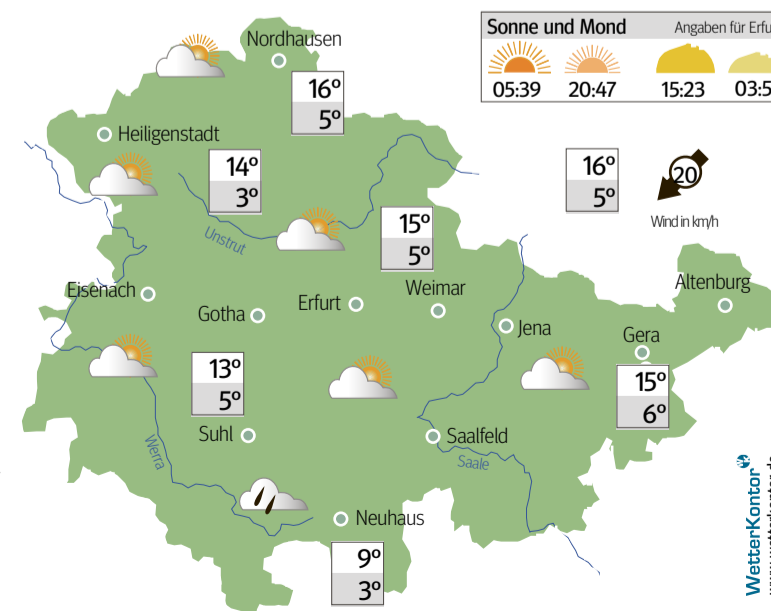 Sonne und Mond Angaben für Erfu
05:39 20:47 15:23 03:5
Nordhausen
16°
5°
Heiligenstadt
14°
3°
16°
5°
20
Wind in km/h
Unstrut
15°
5°
Eisenach
Gotha
Erfurt
Weimar
Jena
Altenburg
Gera
15°
6°
13°
5°
Suhl
Werra
Saalfeld
Saale
Neuhaus
9°
3°
WetterKontor